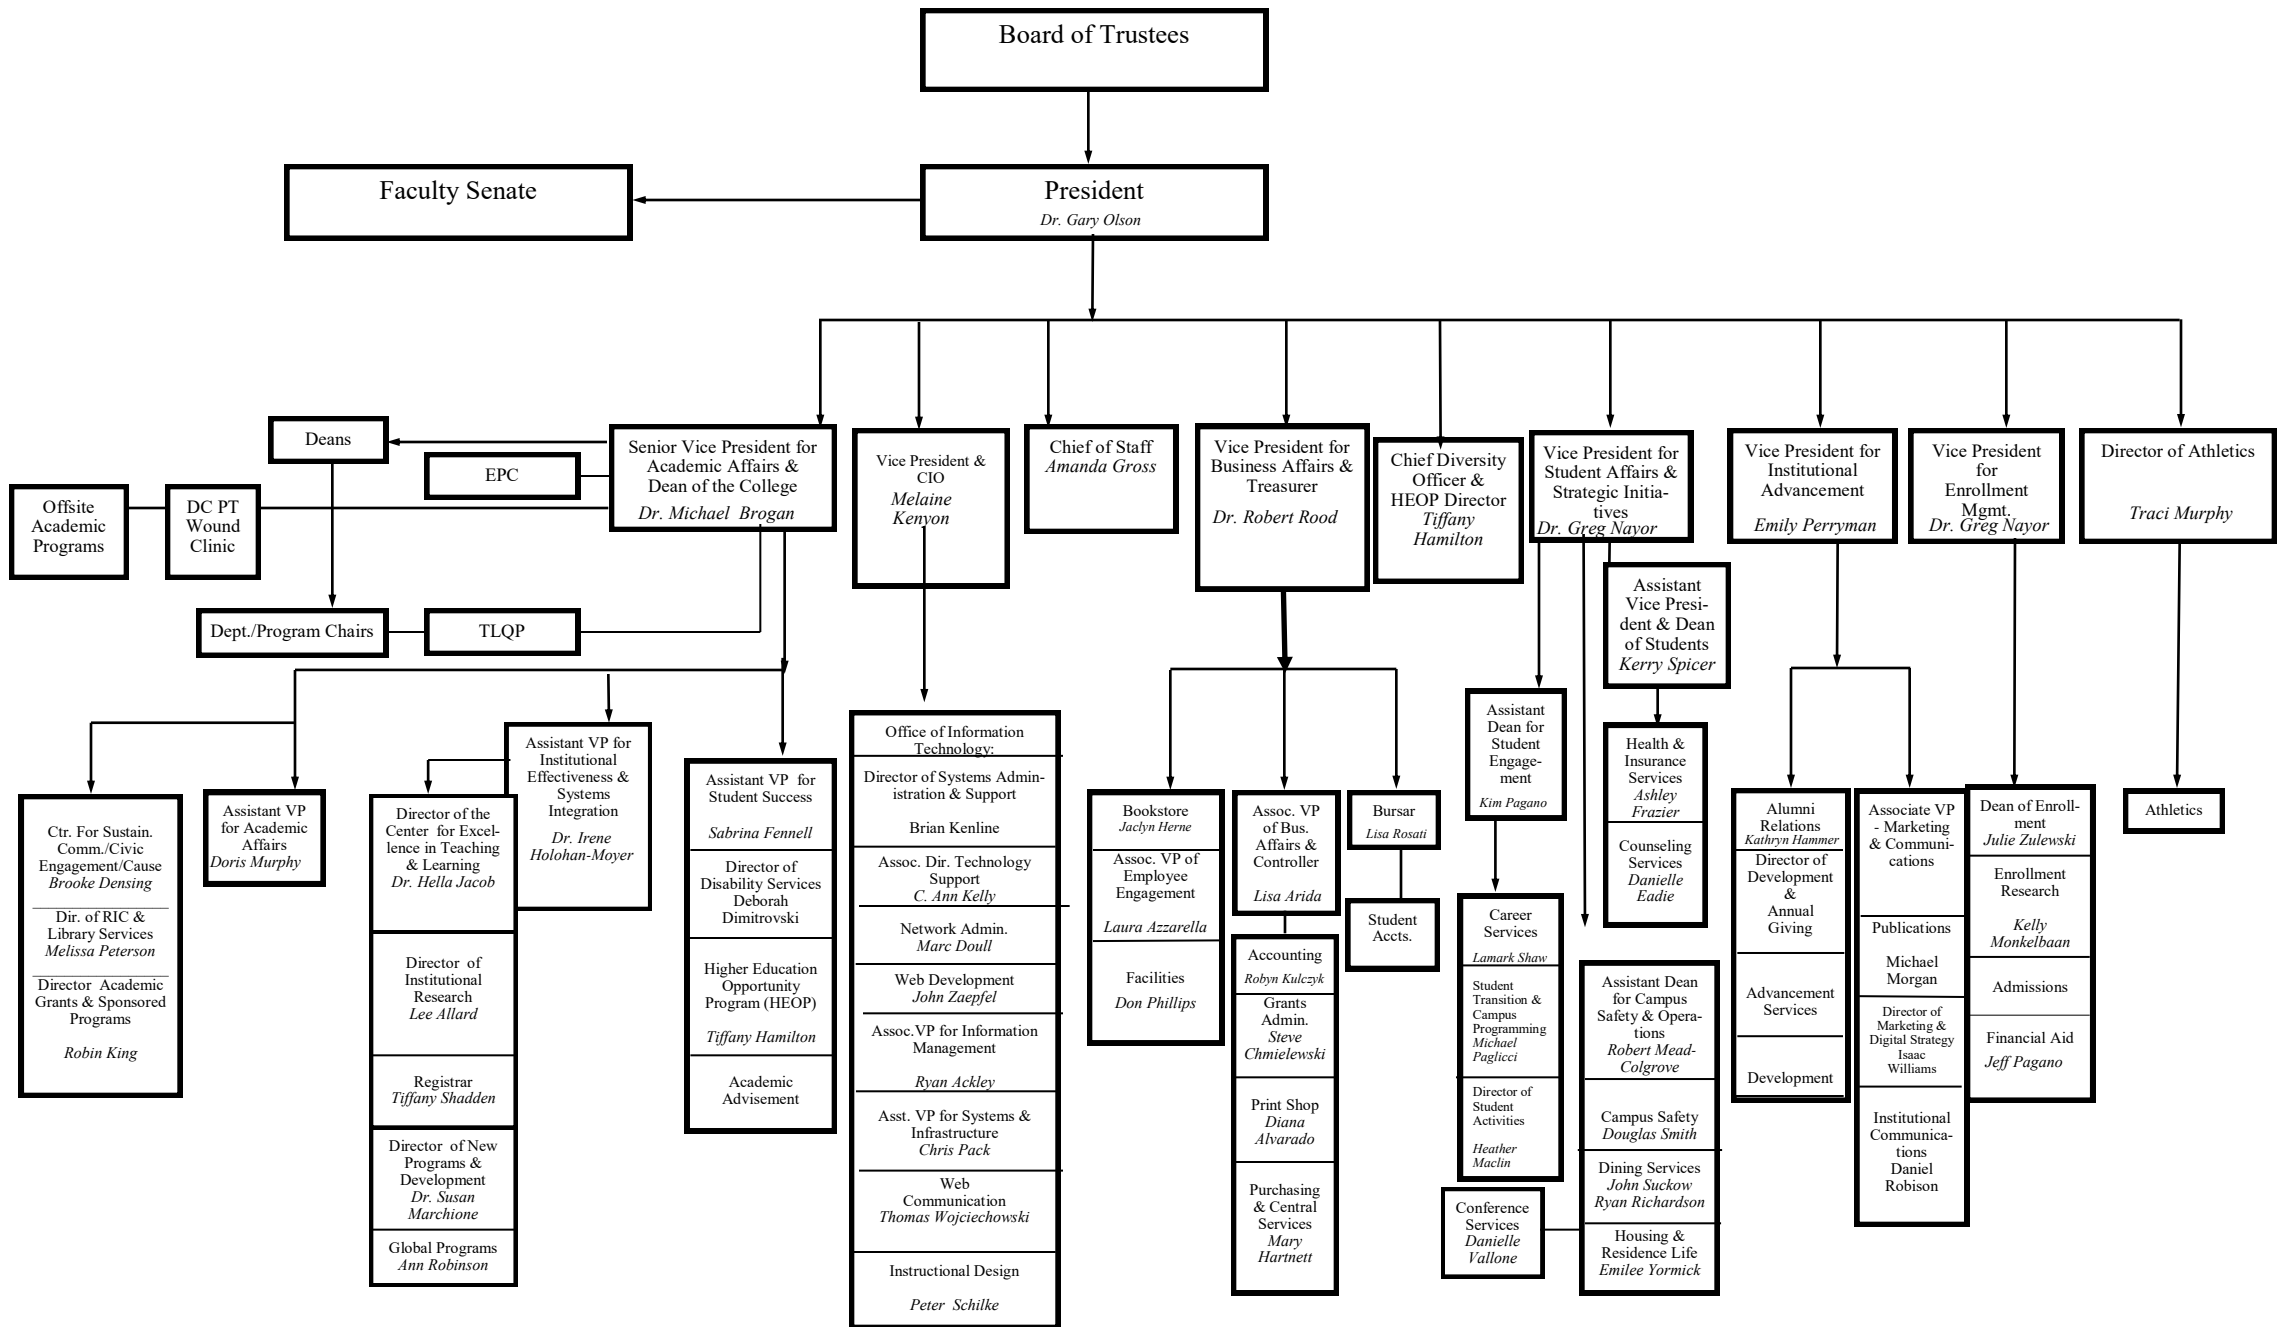 Board of Trustees
Faculty Senate
President
Dr. Gary Olson
Deans
EPC
Offsite
Academic
Programs
DC PT
Wound
Clinic
Dept./Program Chairs
TLQP
Senior Vice President for
Academic Affairs &
Dean of the College
Dr. Michael Brogan
Vice President &
CIO
Melaine
Kenyon
Chief of Staff
Amanda Gross
Vice President for
Business Affairs &
Treasurer
Dr. Robert Rood
Chief Diversity
Officer &
HEOP Director
Tiffany
Hamilton
Vice President for
Student Affairs &
Strategic Initia-
tives
Dr. Greg Nayor
Vice President for
Institutional
Advancement
Emily Perryman
Vice President
for
Enrollment
Mgmt.
Dr. Greg Nayor
Director of Athletics
Traci Murphy
Assistant
Vice Presi-
dent & Dean
of Students
Kerry Spicer
Ctr. For Sustain.
Comm./Civic
Engagement/Cause
Brooke Densing
Dir. of RIC &
Library Services
Melissa Peterson
Director Academic
Grants & Sponsored
Programs
Robin King
Assistant VP
for Academic
Affairs
Doris Murphy
Director of the
Center for Excel-
lence in Teaching
& Learning
Dr. Hella Jacob
Director of
Institutional
Research
Lee Allard
Registrar
Tiffany Shadden
Director of New
Programs &
Development
Dr. Susan
Marchione
Global Programs
Ann Robinson
Assistant VP for
Institutional
Effectiveness &
Systems
Integration
Dr. Irene
Holohan-Moyer
Assistant VP for
Student Success
Sabrina Fennell
Director of
Disability Services
Deborah
Dimitrovski
Higher Education
Opportunity
Program (HEOP)
Tiffany Hamilton
Academic
Advisement
Office of Information
Technology:
Director of Systems Admin-
istration & Support
Brian Kenline
Assoc. Dir. Technology
Support
C. Ann Kelly
Network Admin.
Marc Doull
Web Development
John Zaepfel
Assoc.VP for Information
Management
Ryan Ackley
Asst. VP for Systems &
Infrastructure
Chris Pack
Web
Communication
Thomas Wojciechowski
Instructional Design
Peter Schilke
Bookstore
Jaclyn Herne
Assoc. VP of
Employee
Engagement
Laura Azzarella
Facilities
Don Phillips
Assoc. VP
of Bus.
Affairs &
Controller
Lisa Arida
Accounting
Robyn Kulczyk
Grants
Admin.
Steve
Chmielewski
Print Shop
Diana
Alvarado
Purchasing
& Central
Services
Mary
Hartnett
Bursar
Lisa Rosati
Student
Accts.
Assistant
Dean for
Student
Engage-
ment
Kim Pagano
Career
Services
Lamark Shaw
Student
Transition &
Campus
Programming
Michael
Paglicci
Director of
Student
Activities
Heather
Maclin
Conference
Services
Danielle
Vallone
Health &
Insurance
Services
Ashley
Frazier
Counseling
Services
Danielle
Eadie
Assistant Dean
for Campus
Safety & Opera-
tions
Robert Mead-
Colgrove
Campus Safety
Douglas Smith
Dining Services
John Suckow
Ryan Richardson
Housing &
Residence Life
Emilee Yormick
Alumni
Relations
Kathryn Hammer
Director of
Development
&
Annual
Giving
Advancement
Services
Development
Associate VP
- Marketing
& Communi-
cations
Publications
Michael
Morgan
Director of
Marketing &
Digital Strategy
Isaac
Williams
Institutional
Communica-
tions
Daniel
Robison
Dean of Enroll-
ment
Julie Zulewski
Enrollment
Research
Kelly
Monkelbaan
Admissions
Financial Aid
Jeff Pagano
Athletics